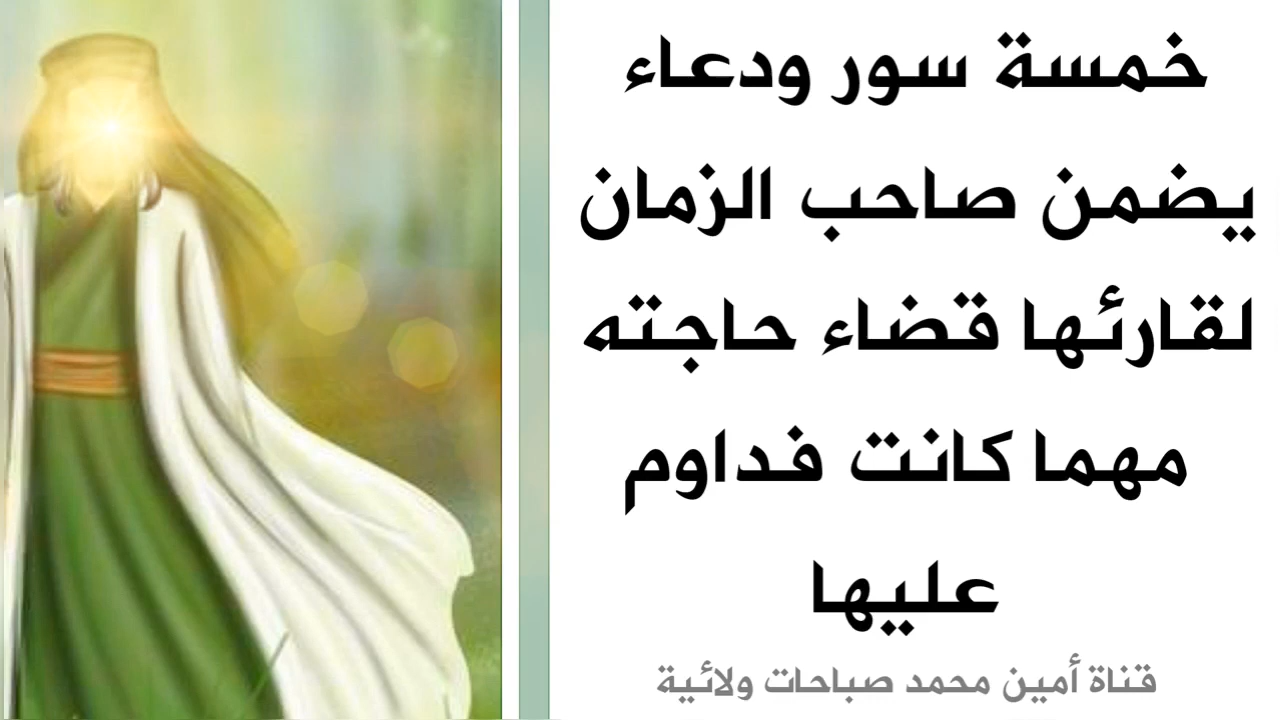 خمسة سور ودعاء
يضمن صاحب الزمان
لقارئها قضاء حاجته
مهما كانت فداوم
عليها
قناة أمين محمد صباحات ولائية